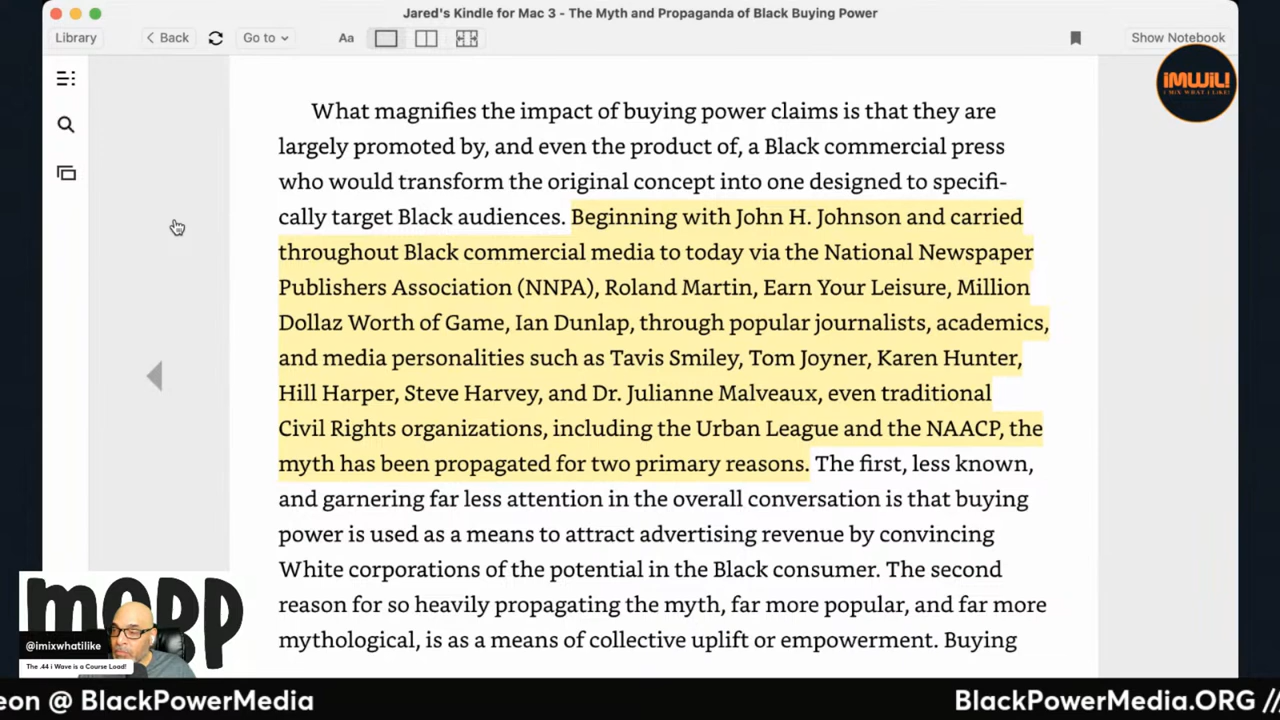 Jared's Kindle for Mac 3 - The Myth and Propaganda of Black Buying Power
Library
Back
Go to
Aa
Show Notebook
iMWiL!
I MIX WHAT I LIKE!
What magnifies the impact of buying power claims is that they are
largely promoted by, and even the product of, a Black commercial press
who would transform the original concept into one designed to specifi-
cally target Black audiences. Beginning with John H. Johnson and carried
throughout Black commercial media to today via the National Newspaper
Publishers Association (NNPA), Roland Martin, Earn Your Leisure, Million
Dollaz Worth of Game, Ian Dunlap, through popular journalists, academics,
and media personalities such as Tavis Smiley, Tom Joyner, Karen Hunter,
Hill Harper, Steve Harvey, and Dr. Julianne Malveaux, even traditional
Civil Rights organizations, including the Urban League and the NAACP, the
myth has been propagated for two primary reasons. The first, less known,
and garnering far less attention in the overall conversation is that buying
power is used as a means to attract advertising revenue by convincing
White corporations of the potential in the Black consumer. The second
reason for so heavily propagating the myth, far more popular, and far more
mythological, is as a means of collective uplift or empowerment. Buying
@imixwhatilike
The .44 i Wave is a Course Load!
eon @ BlackPowerMedia
BlackPowerMedia.ORG //